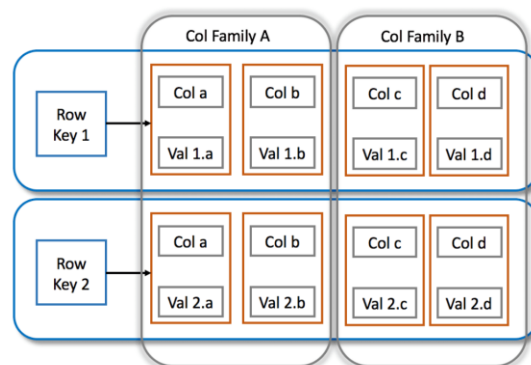 Col Family A
Col Family B
Col a
Col b
Col c
Col d
Row
Key 1
Val 1.a
Val 1.b
Val 1.c
Val 1.d
Col a
Col b
Col c
Col d
Row
Key 2
Val 2.a
Val 2.b
Val 2.c
Val 2.d